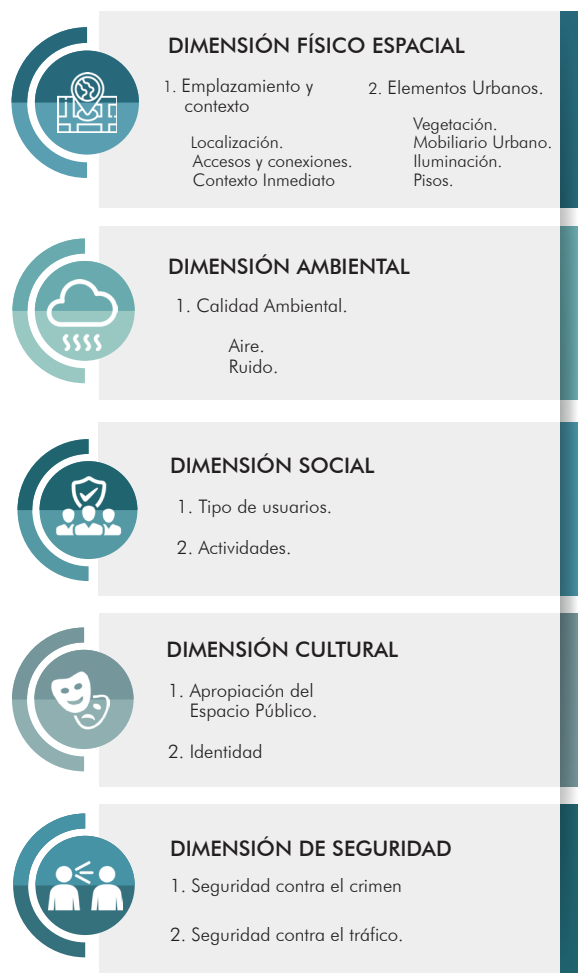 DIMENSIÓN FÍSICO ESPACIAL
1. Emplazamiento y
contexto
Localización.
Accesos y conexiones.
Contexto Inmediato
2. Elementos Urbanos.
Vegetación.
Mobiliario Urbano.
Iluminación.
Pisos.
DIMENSIÓN AMBIENTAL
1. Calidad Ambiental.
Aire.
Ruido.
DIMENSIÓN SOCIAL
1. Tipo de usuarios.
2. Actividades.
DIMENSIÓN CULTURAL
1. Apropiación del
Espacio Público.
2. Identidad
DIMENSIÓN DE SEGURIDAD
1. Seguridad contra el crimen
2. Seguridad contra el tráfico.